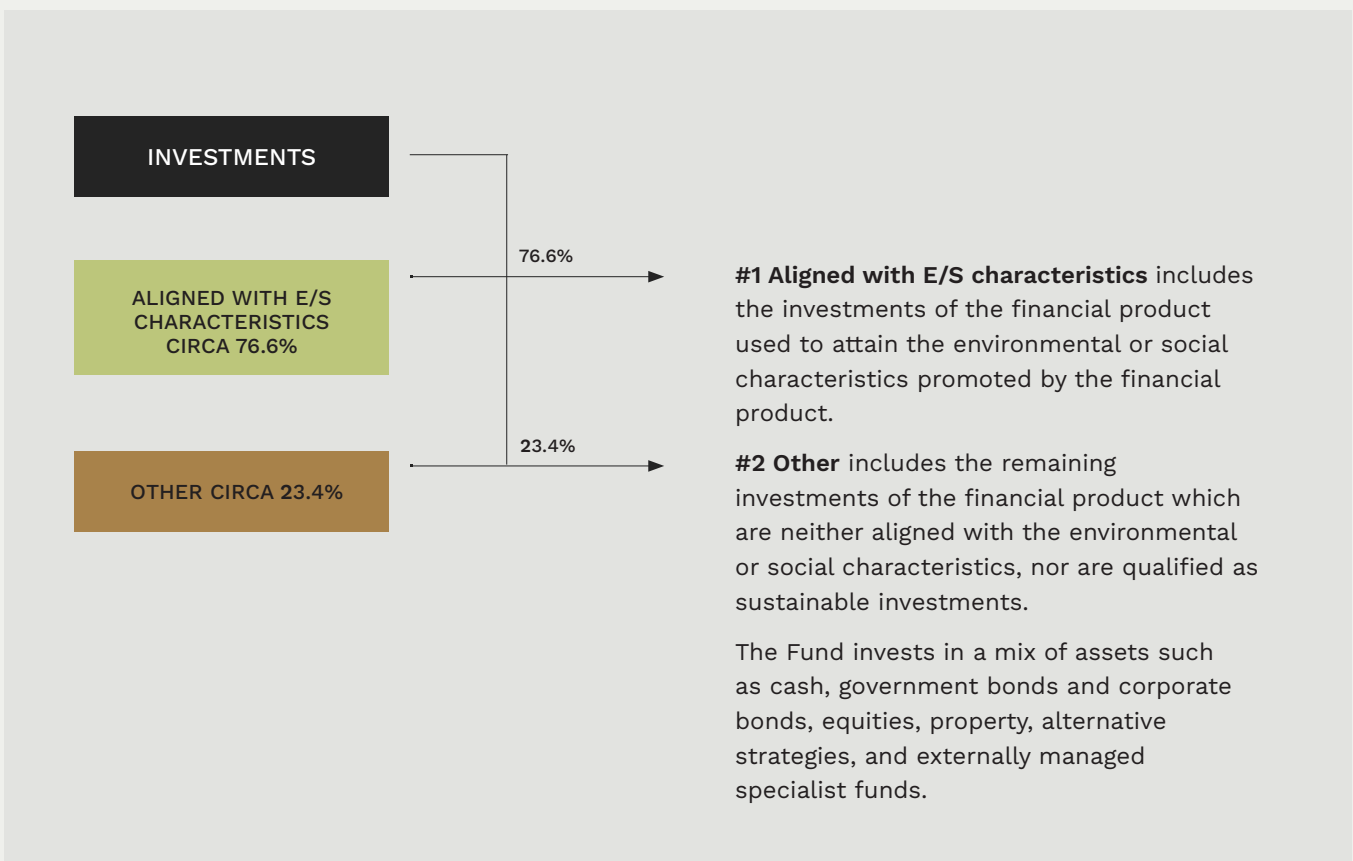 INVESTMENTS
ALIGNED WITH E/S
CHARACTERISTICS
CIRCA 76.6%
OTHER CIRCA 23.4%
76.6%
23.4%
#1 Aligned with E/S characteristics includes
the investments of the financial product
used to attain the environmental or social
characteristics promoted by the financial
product.
#2 Other includes the remaining
investments of the financial product which
are neither aligned with the environmental
or social characteristics, nor are qualified as
sustainable investments.
The Fund invests in a mix of assets such
as cash, government bonds and corporate
bonds, equities, property, alternative
strategies, and externally managed
specialist funds.